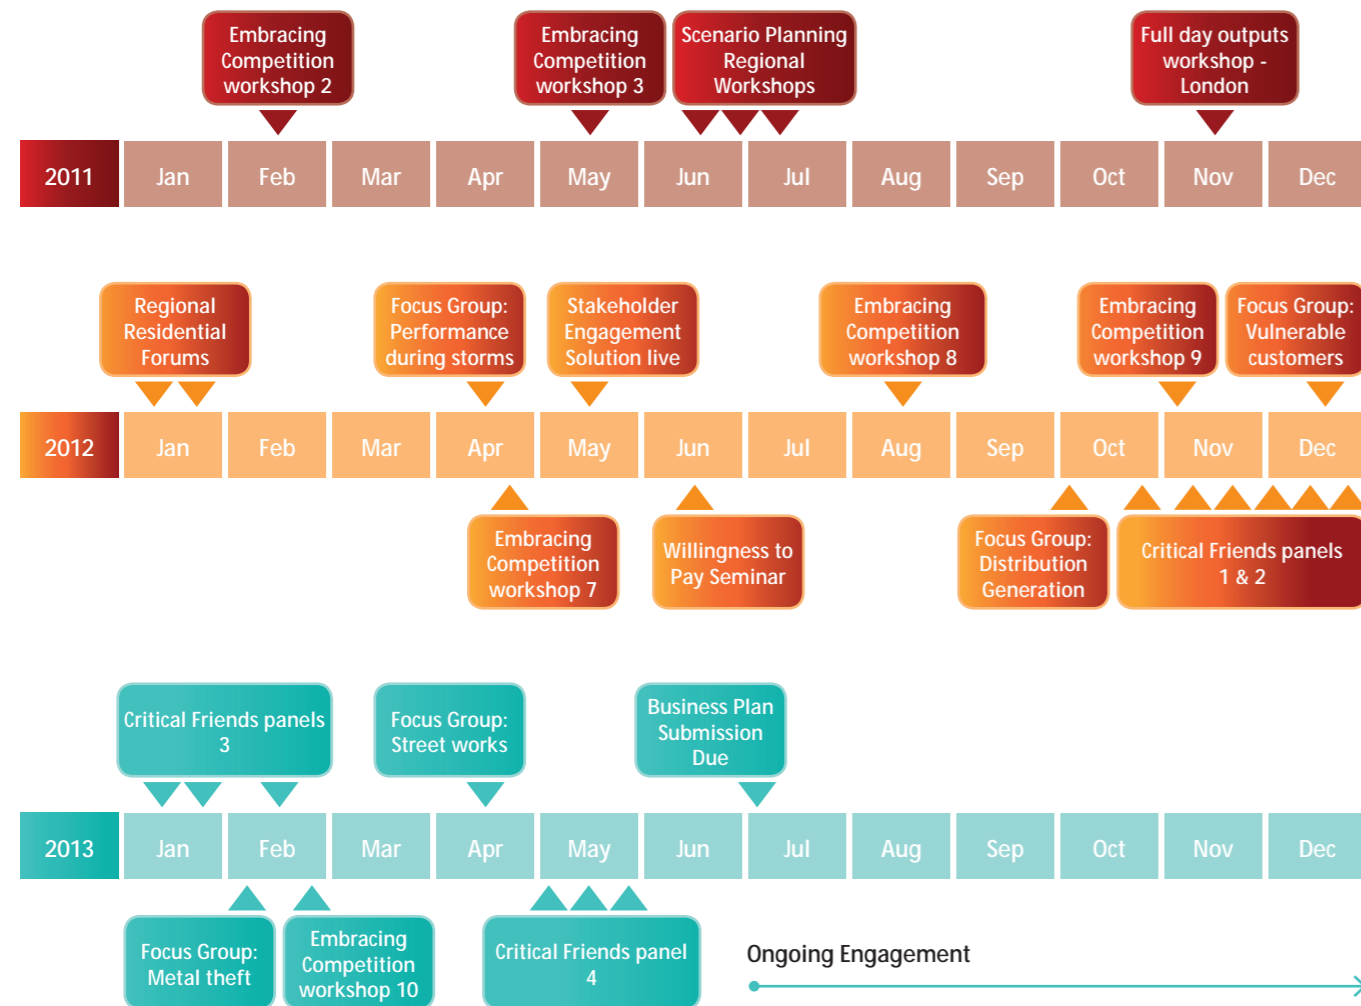 Embracing
Competition
workshop 2
Embracing
Competition
workshop 3
Scenario Planning
Regional
Workshops
Full day outputs
workshop -
London
2011 Jan Feb Mar Apr May Jun Jul Aug Sep Oct Nov Dec
Regional
Residential
Forums
Focus Group:
Performance
during storms
Stakeholder
Engagement
Solution live
Embracing
Competition
workshop 8
Embracing
Competition
workshop 9
Focus Group:
Vulnerable
customers
2012 Jan Feb Mar Apr May Jun Jul Aug Sep Oct Nov Dec
Embracing
Competition
workshop 7
Willingness to
Pay Seminar
Focus Group:
Distribution
Generation
Critical Friends panels
1 & 2
Critical Friends panels
3
Focus Group:
Street works
Business Plan
Submission
Due
2013 Jan Feb Mar Apr May Jun Jul Aug Sep Oct Nov Dec
Focus Group:
Metal theft
Embracing
Competition
workshop 10
Critical Friends panel
4
Ongoing Engagement